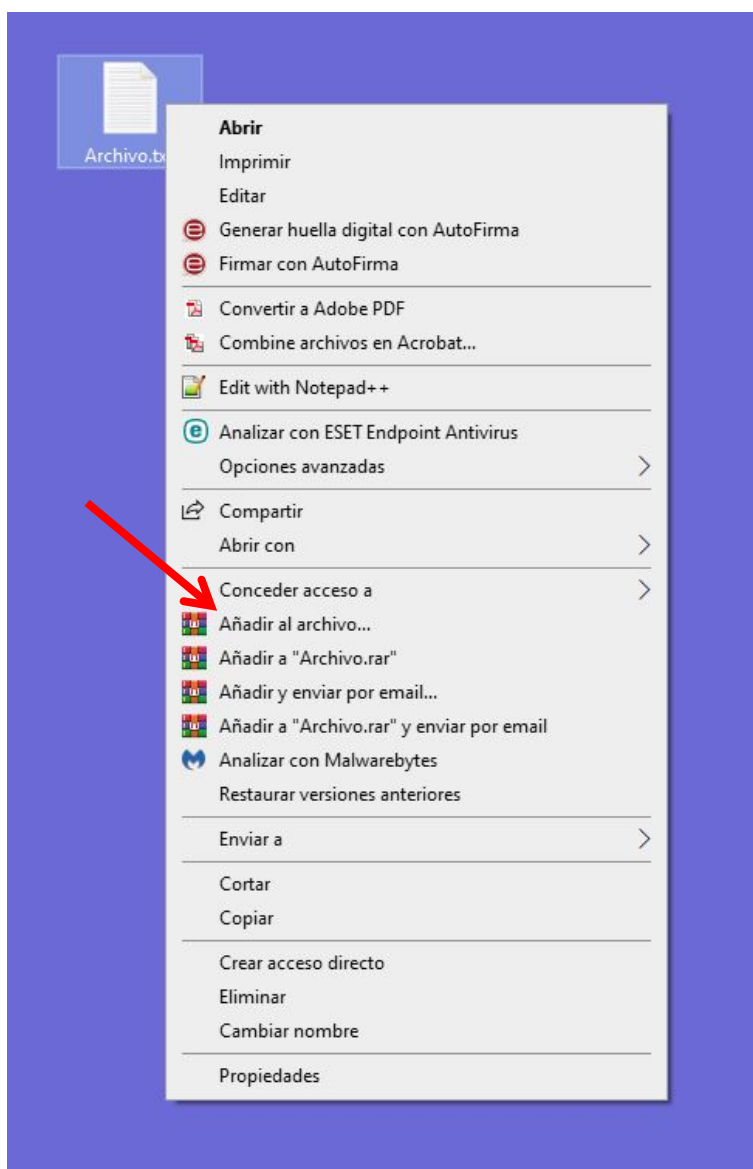 Archivo.tx
Abrir
Imprimir
Editar
Generar huella digital con AutoFirma
Firmar con AutoFirma
Convertir a Adobe PDF
Combine archivos en Acrobat...
Edit with Notepad++
Analizar con ESET Endpoint Antivirus
Opciones avanzadas
Compartir
Abrir con
Conceder acceso a
Añadir al archivo...
Añadir a "Archivo.rar"
Añadir y enviar por email...
Añadir a "Archivo.rar" y enviar por email
Analizar con Malwarebytes
Restaurar versiones anteriores
Enviar a
Cortar
Copiar
Crear acceso directo
Eliminar
Cambiar nombre
Propiedades